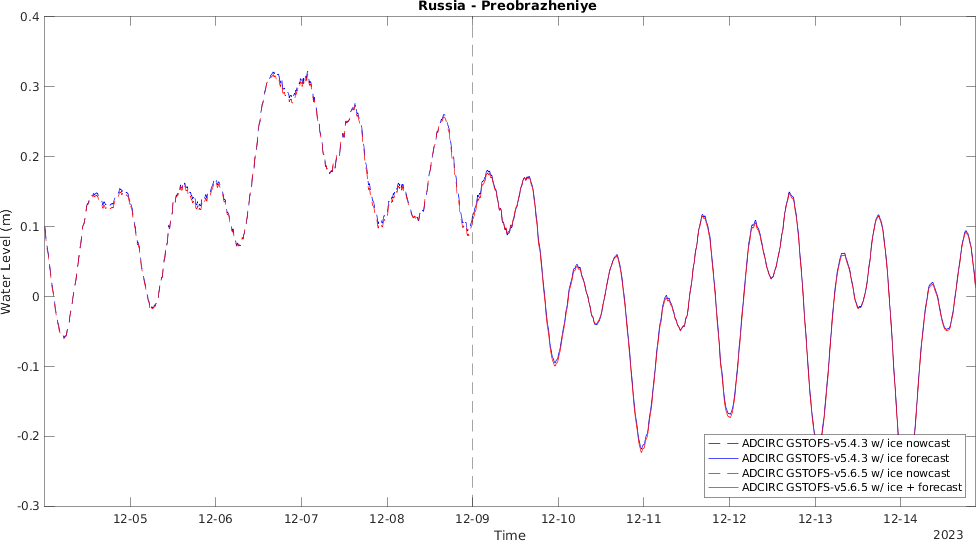 Russia - Preobrazheniye
0.4
0.3
0.2
0.1
0
-0.1
-0.2
-0.3
Water Level (m)
12-05 12-06 12-07 12-08 12-09 12-10 12-11 12-12 12-13 12-14
Time
2023
ADCIRC GSTOFS-v5.4.3 w/ ice nowcast
ADCIRC GSTOFS-v5.4.3 w/ ice forecast
ADCIRC GSTOFS-v5.6.5 w/ ice nowcast
ADCIRC GSTOFS-v5.6.5 w/ ice + forecast